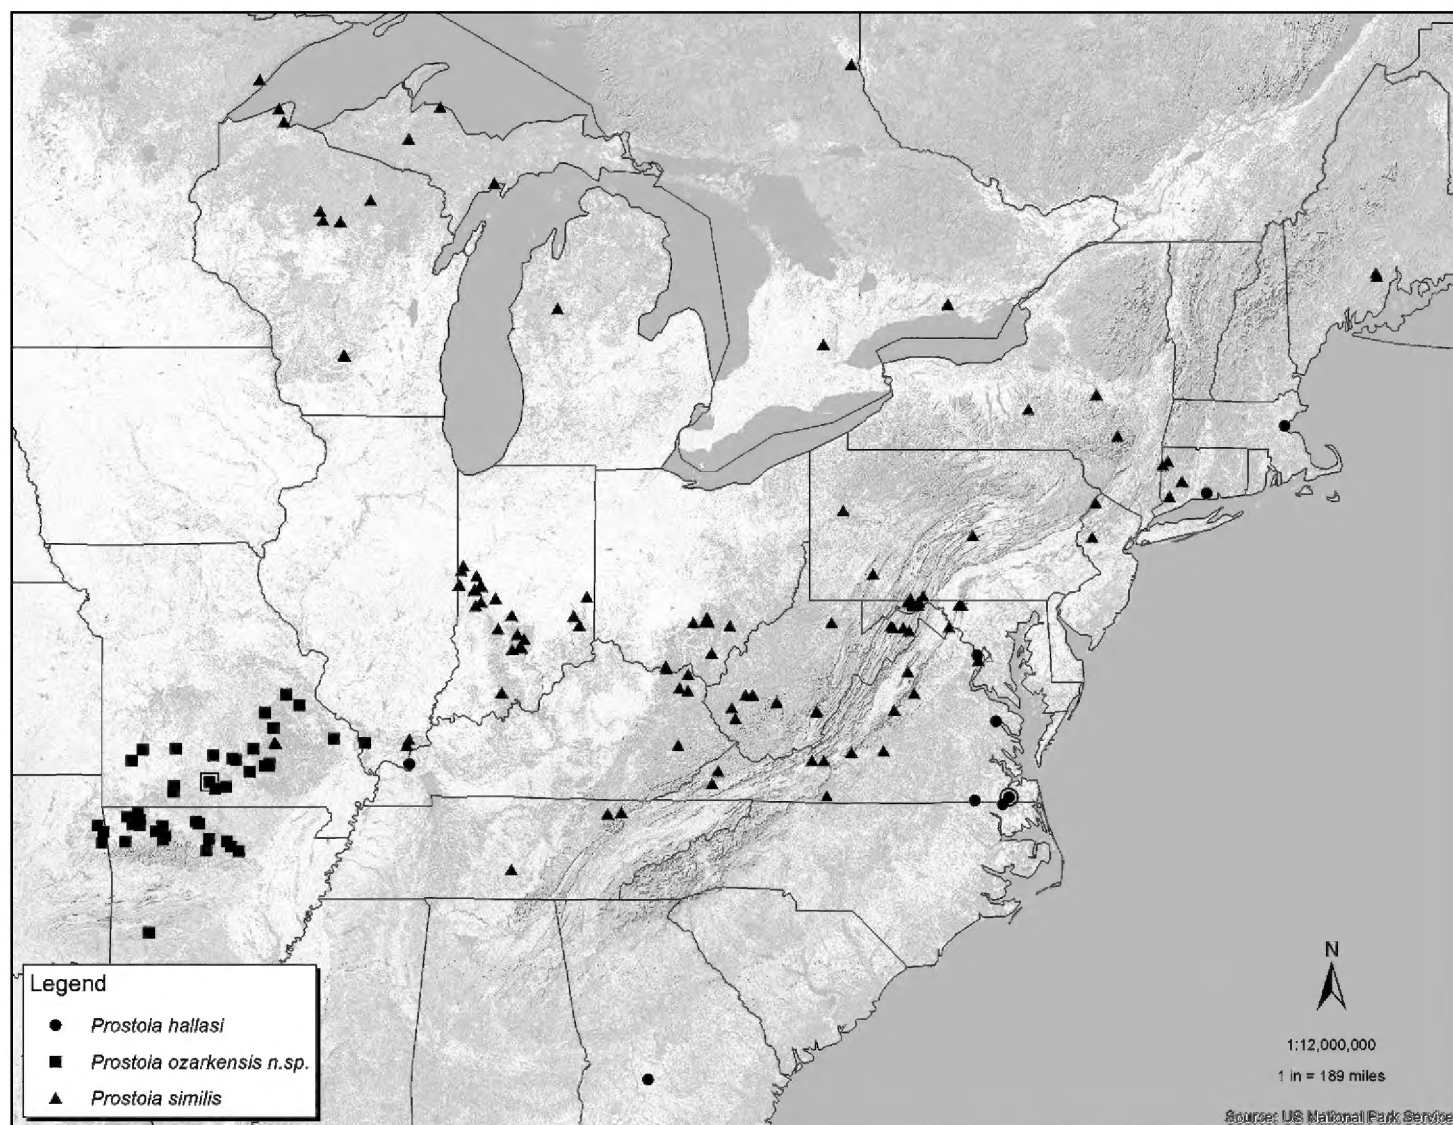 Legend
Prostoia hallasi
Prostoia ozarkensis n.sp.
Prostoia similis
N
1:12,000,000
1 in = 189 miles
Source: US National Park Service